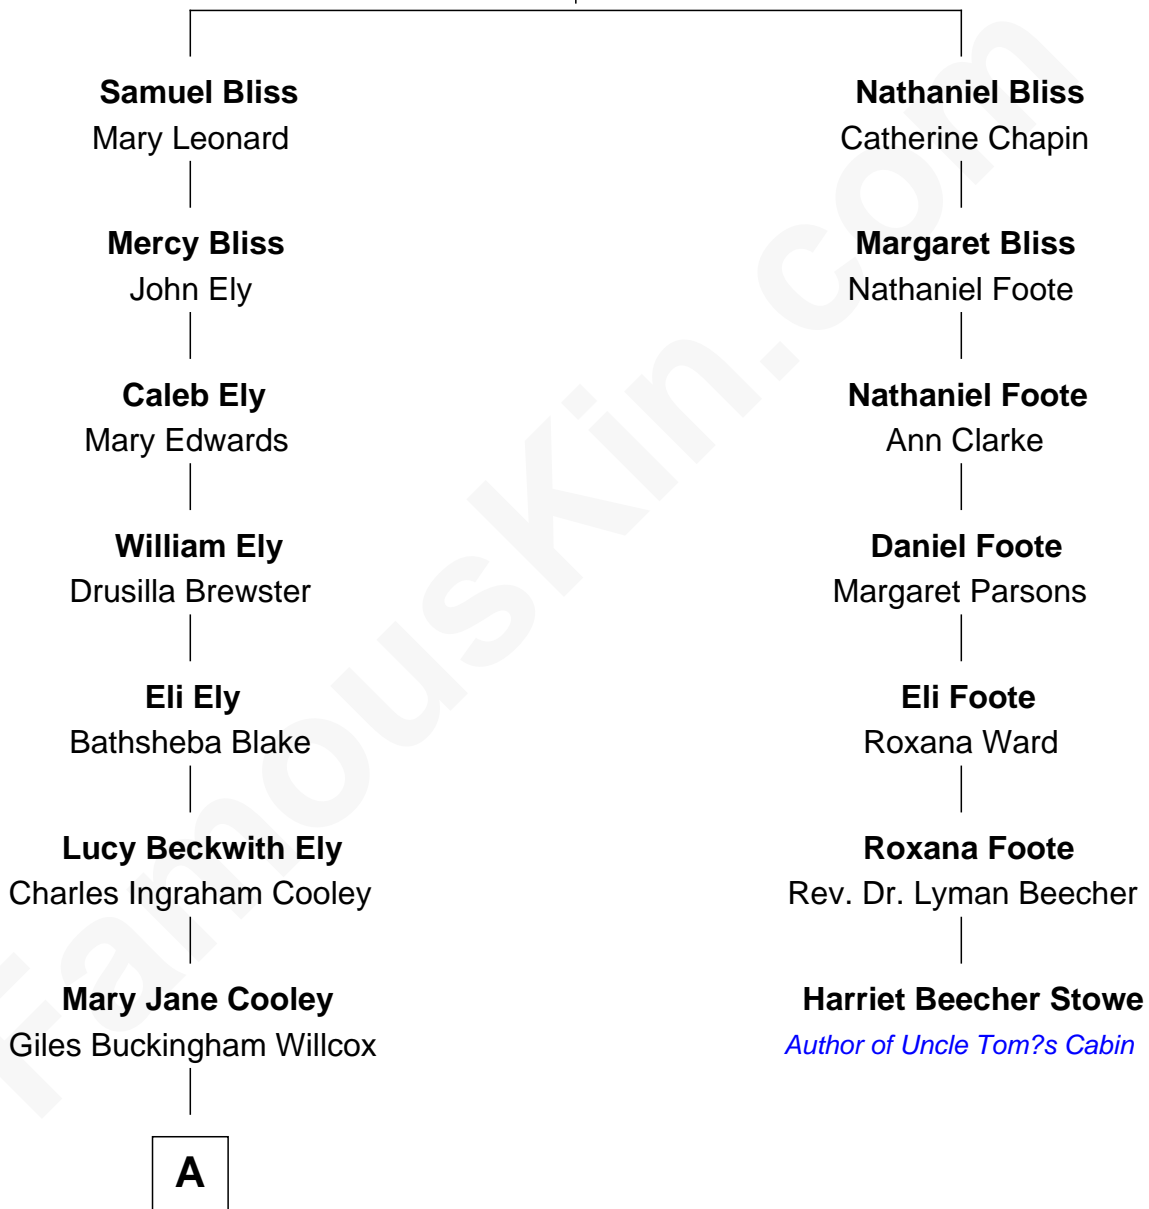 Samuel Bliss
Mary Leonard
Nathaniel Bliss
Catherine Chapin
Mercy Bliss
John Ely
Margaret Bliss
Nathaniel Foote
Caleb Ely
Mary Edwards
Nathaniel Foote
Ann Clarke
William Ely
Drusilla Brewster
Daniel Foote
Margaret Parsons
Eli Ely
Bathsheba Blake
Eli Foote
Roxana Ward
Lucy Beckwith Ely
Charles Ingraham Cooley
Roxana Foote
Rev. Dr. Lyman Beecher
Mary Jane Cooley
Giles Buckingham Willcox
Harriet Beecher Stowe
Author of Uncle Tom?s Cabin
A
FamousKin.com